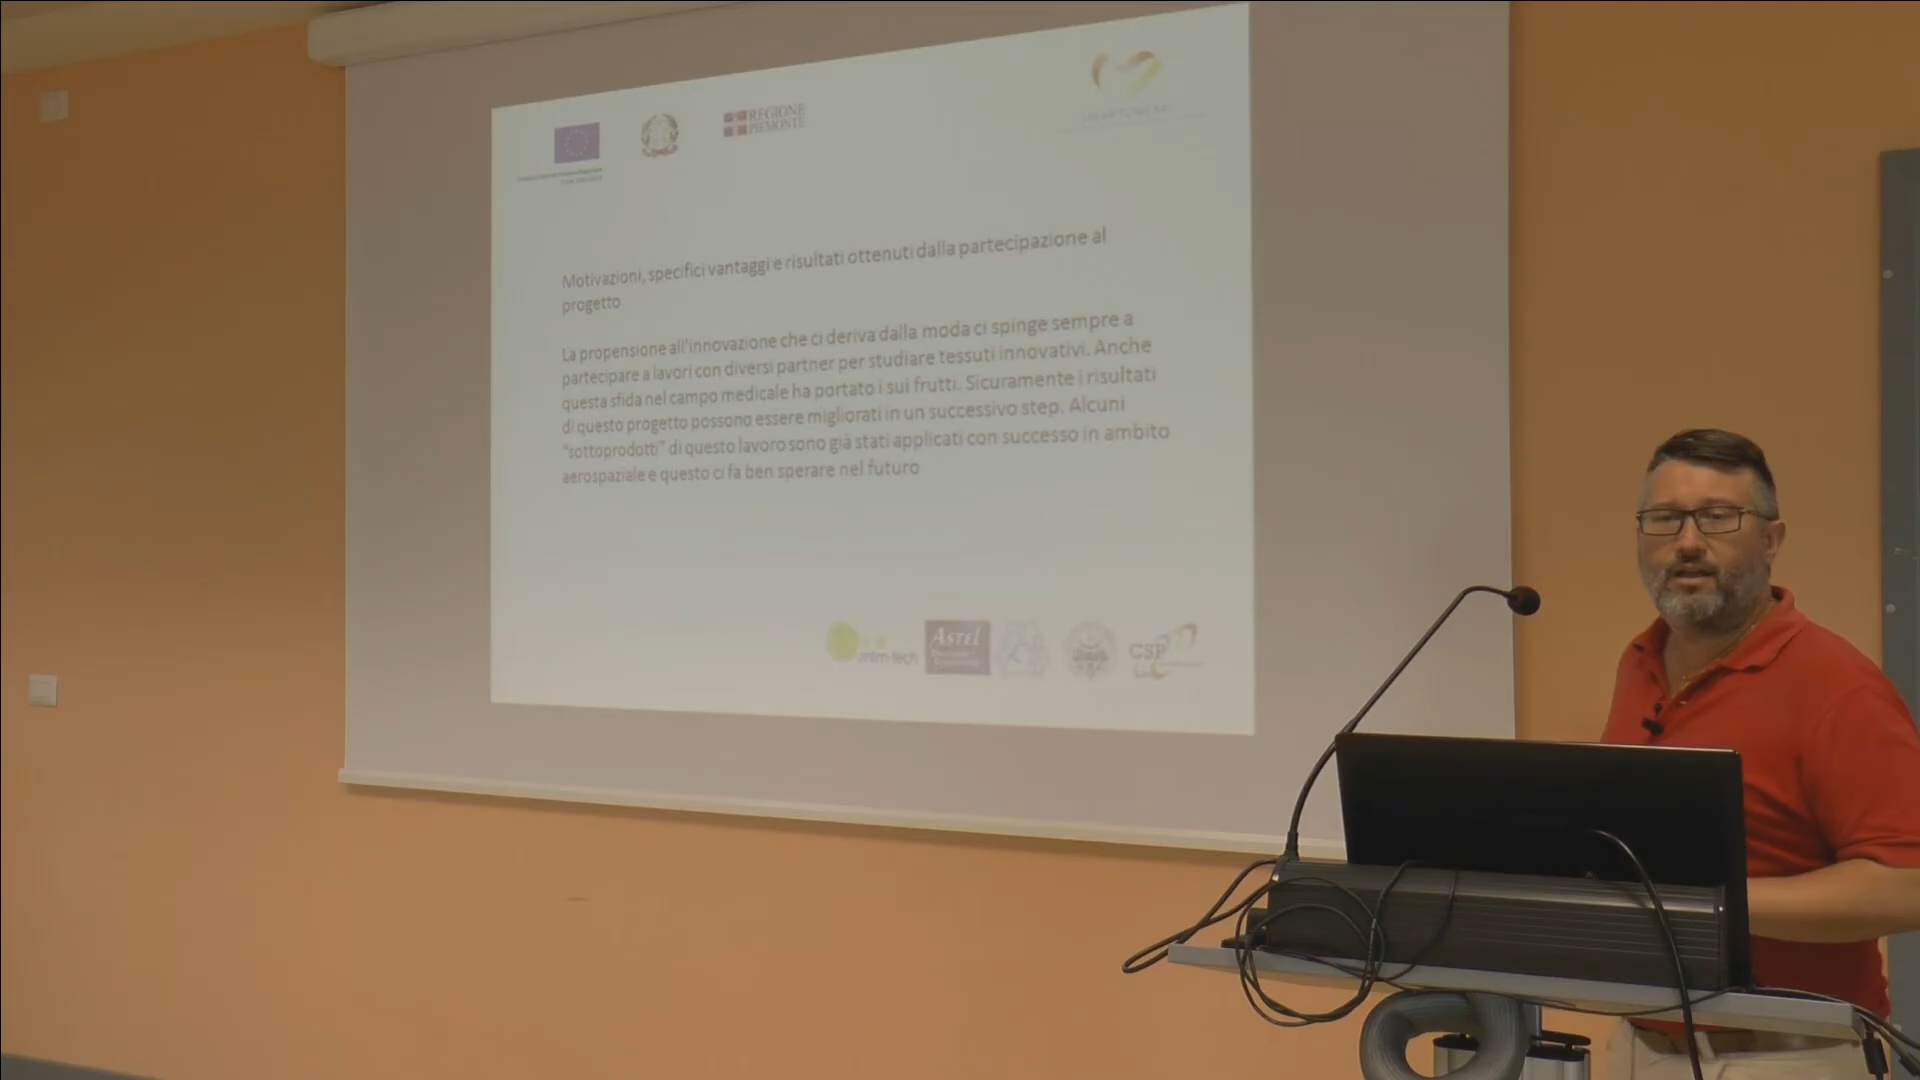 REGIONE
PIEMONTE
Motivazioni, specifici vantaggi e risultati ottenuti dalla partecipazione al
progetto
La propensione all'innovazione che ci deriva dalla moda ci spinge sempre a
partecipare a lavori con diversi partner per studiare tessuti innovativi. Anche
questa sfida nel campo medicale ha portato i sui frutti. Sicuramente i risultati
di questo progetto possono essere migliorati in un successivo step. Alcuni
"sottoprodotti" di questo lavoro sono già stati applicati con successo in ambito
aerospaziale e questo ci fa ben sperare nel futuro
mtm-tech
ASTEL
CSP